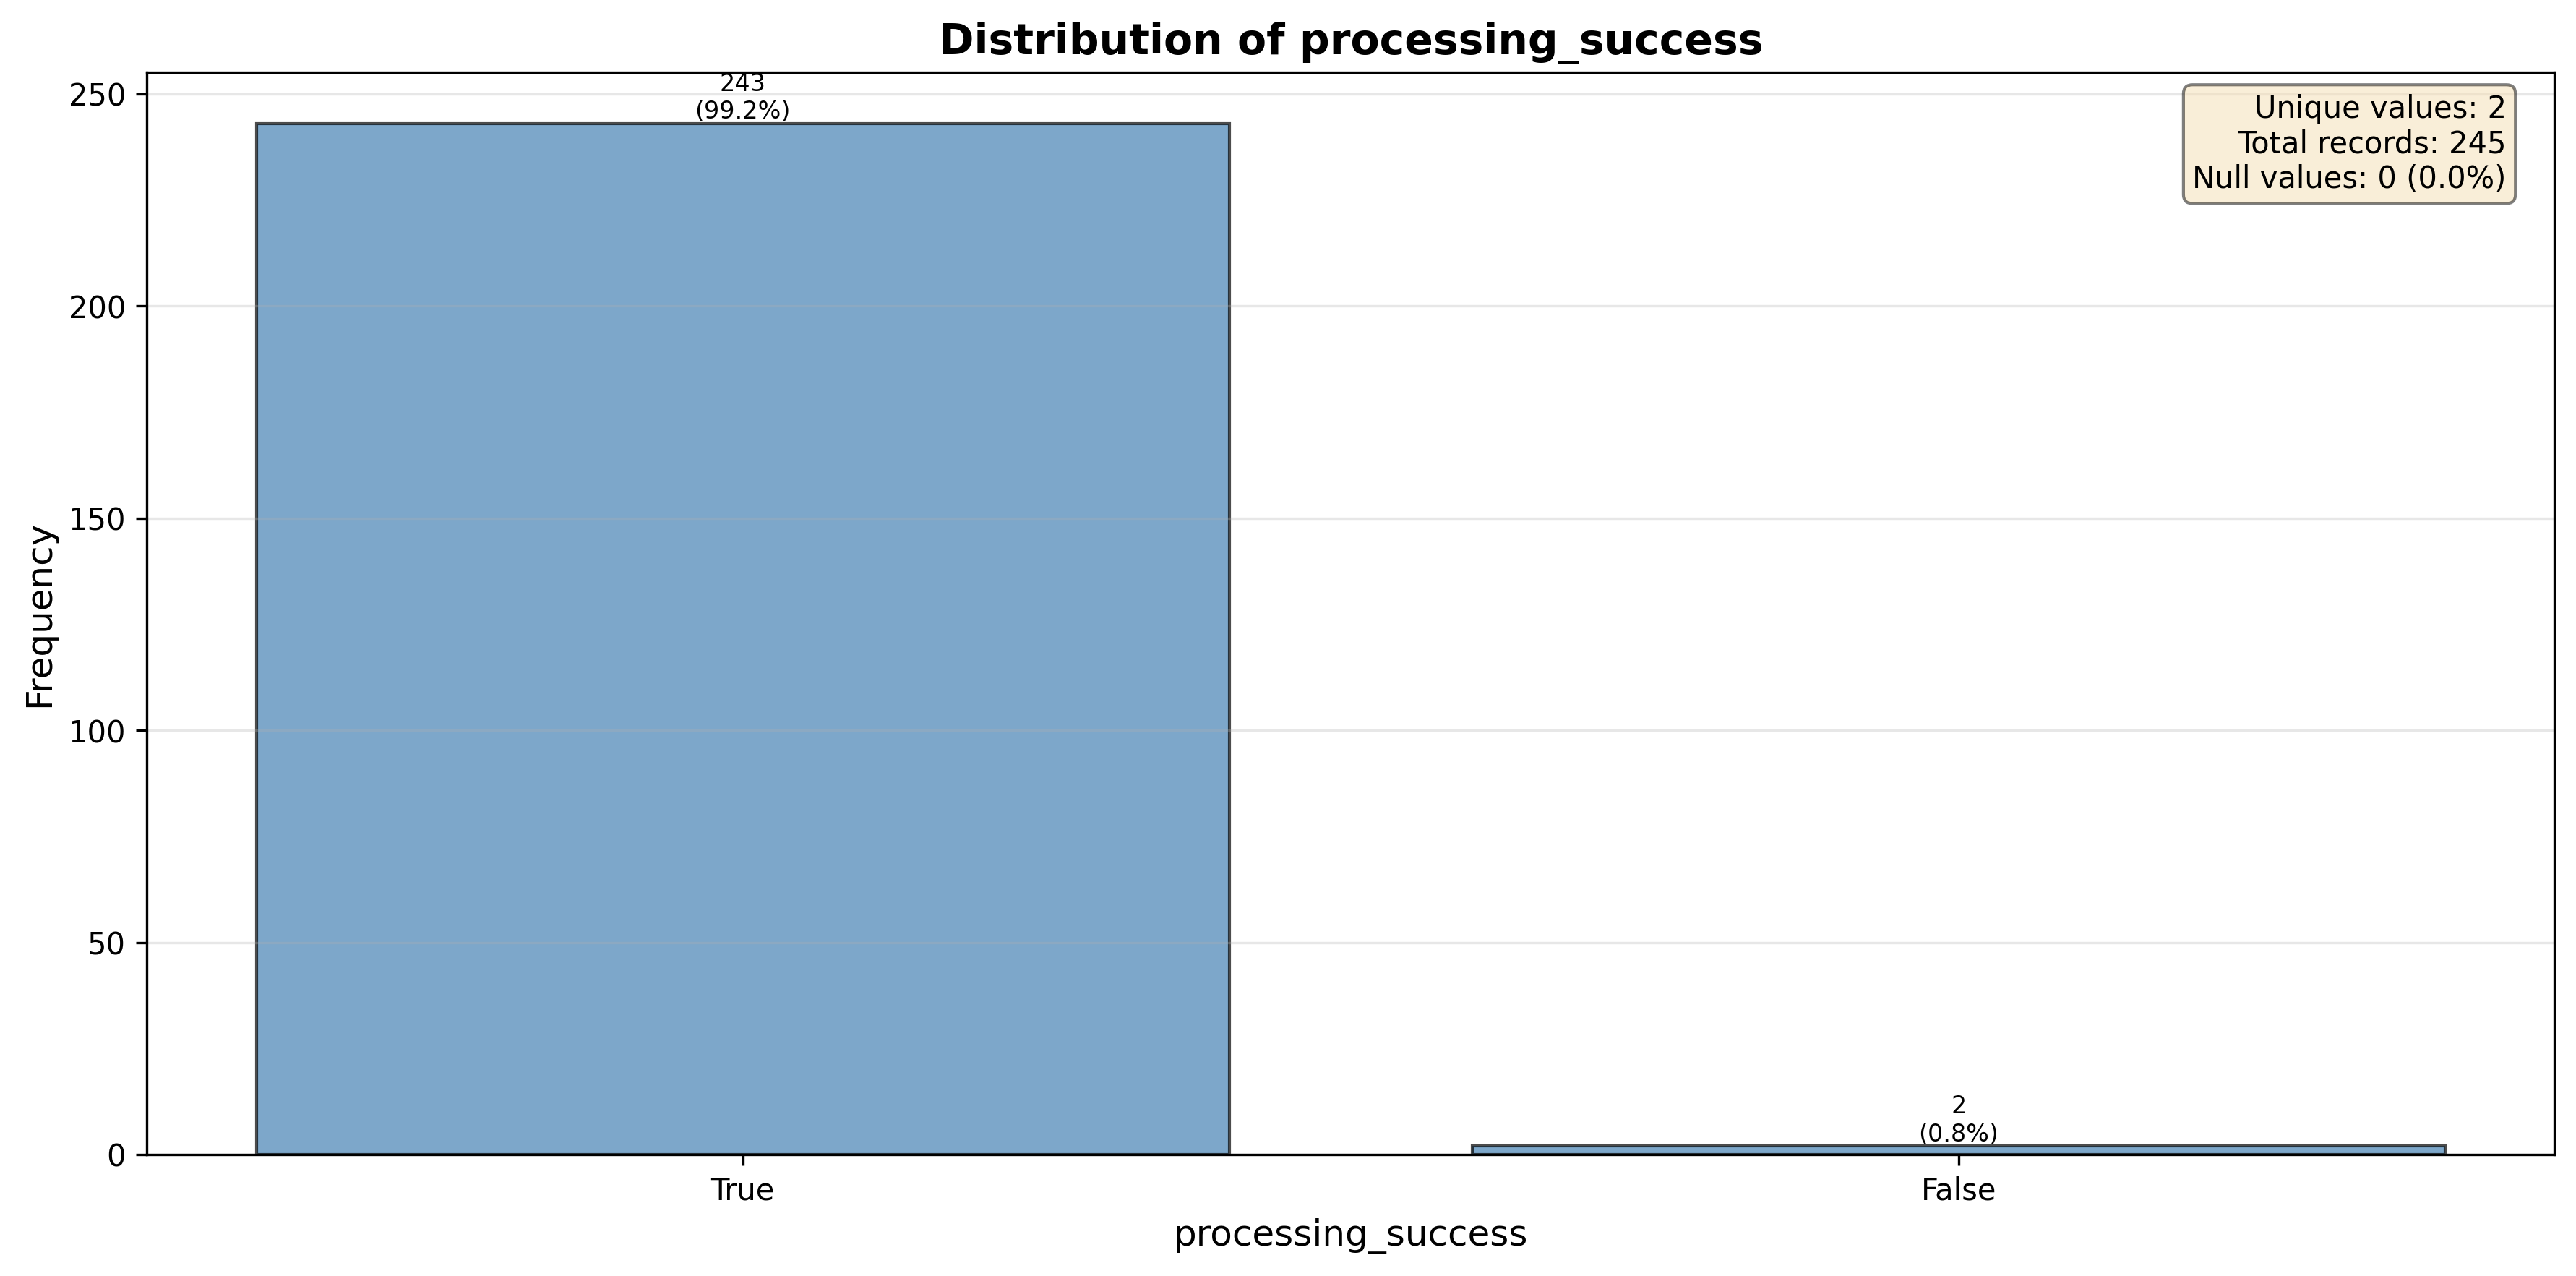 Distribution of processing_success
243
(99.2%)
Unique values: 2
Total records: 245
Null values: 0 (0.0%)
250
200
150
100
50
0
Frequency
2
(0.8%)
True
False
processing_success